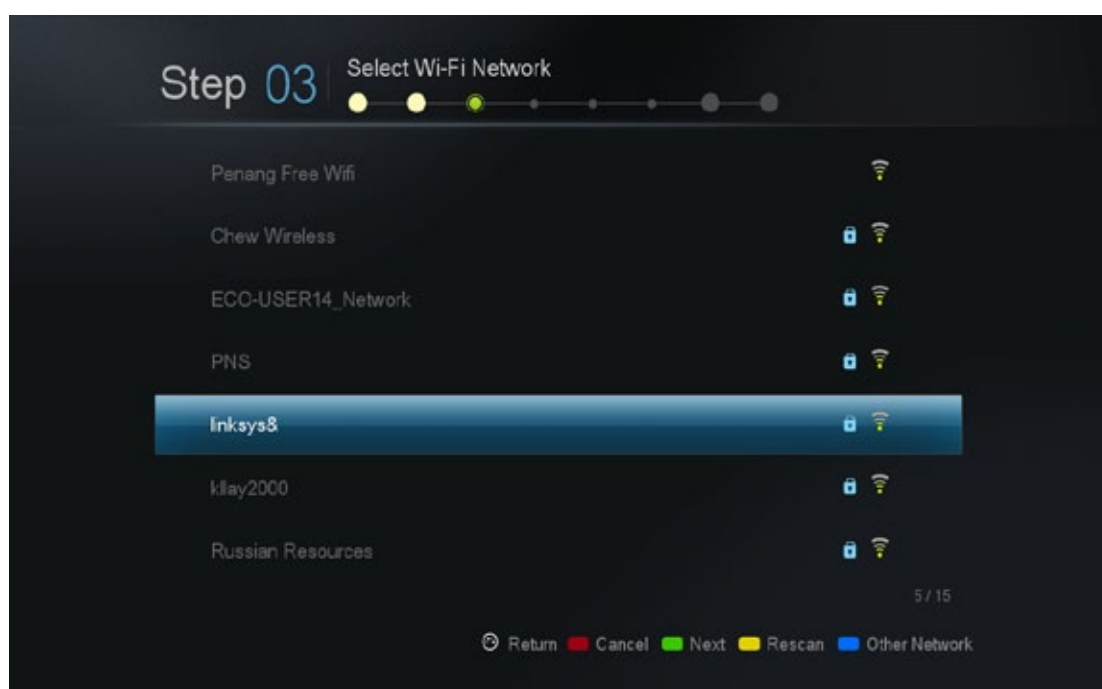 Step 03
Select Wi-Fi Network
Penang Free Wifi
Chew Wireless
ECO-USER14_Network
PNS
linksys&
kllay2000
Russian Resources
5 / 15
Return Cancel Next Rescan Other Network